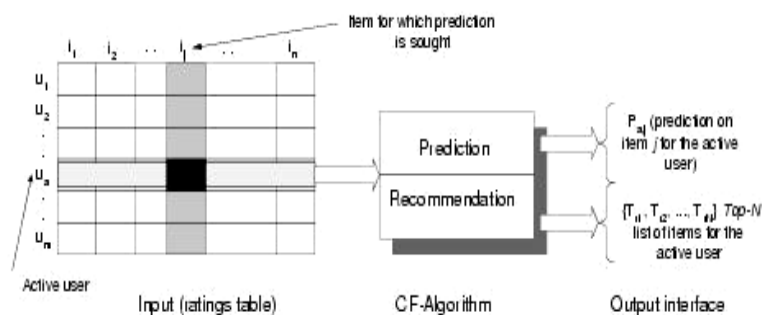 Item for which prediction
is sought
i1 i2 . . ij . . in
u1
u2
.
.
ua
.
.
um
Active user
Prediction
Recommendation
Paj (prediction on
item j for the active
user)
{Ti1, Ti2, ..., TiN} Top-N
list of items for the
active user
Input (ratings table)
CF-Algorithm
Output interface